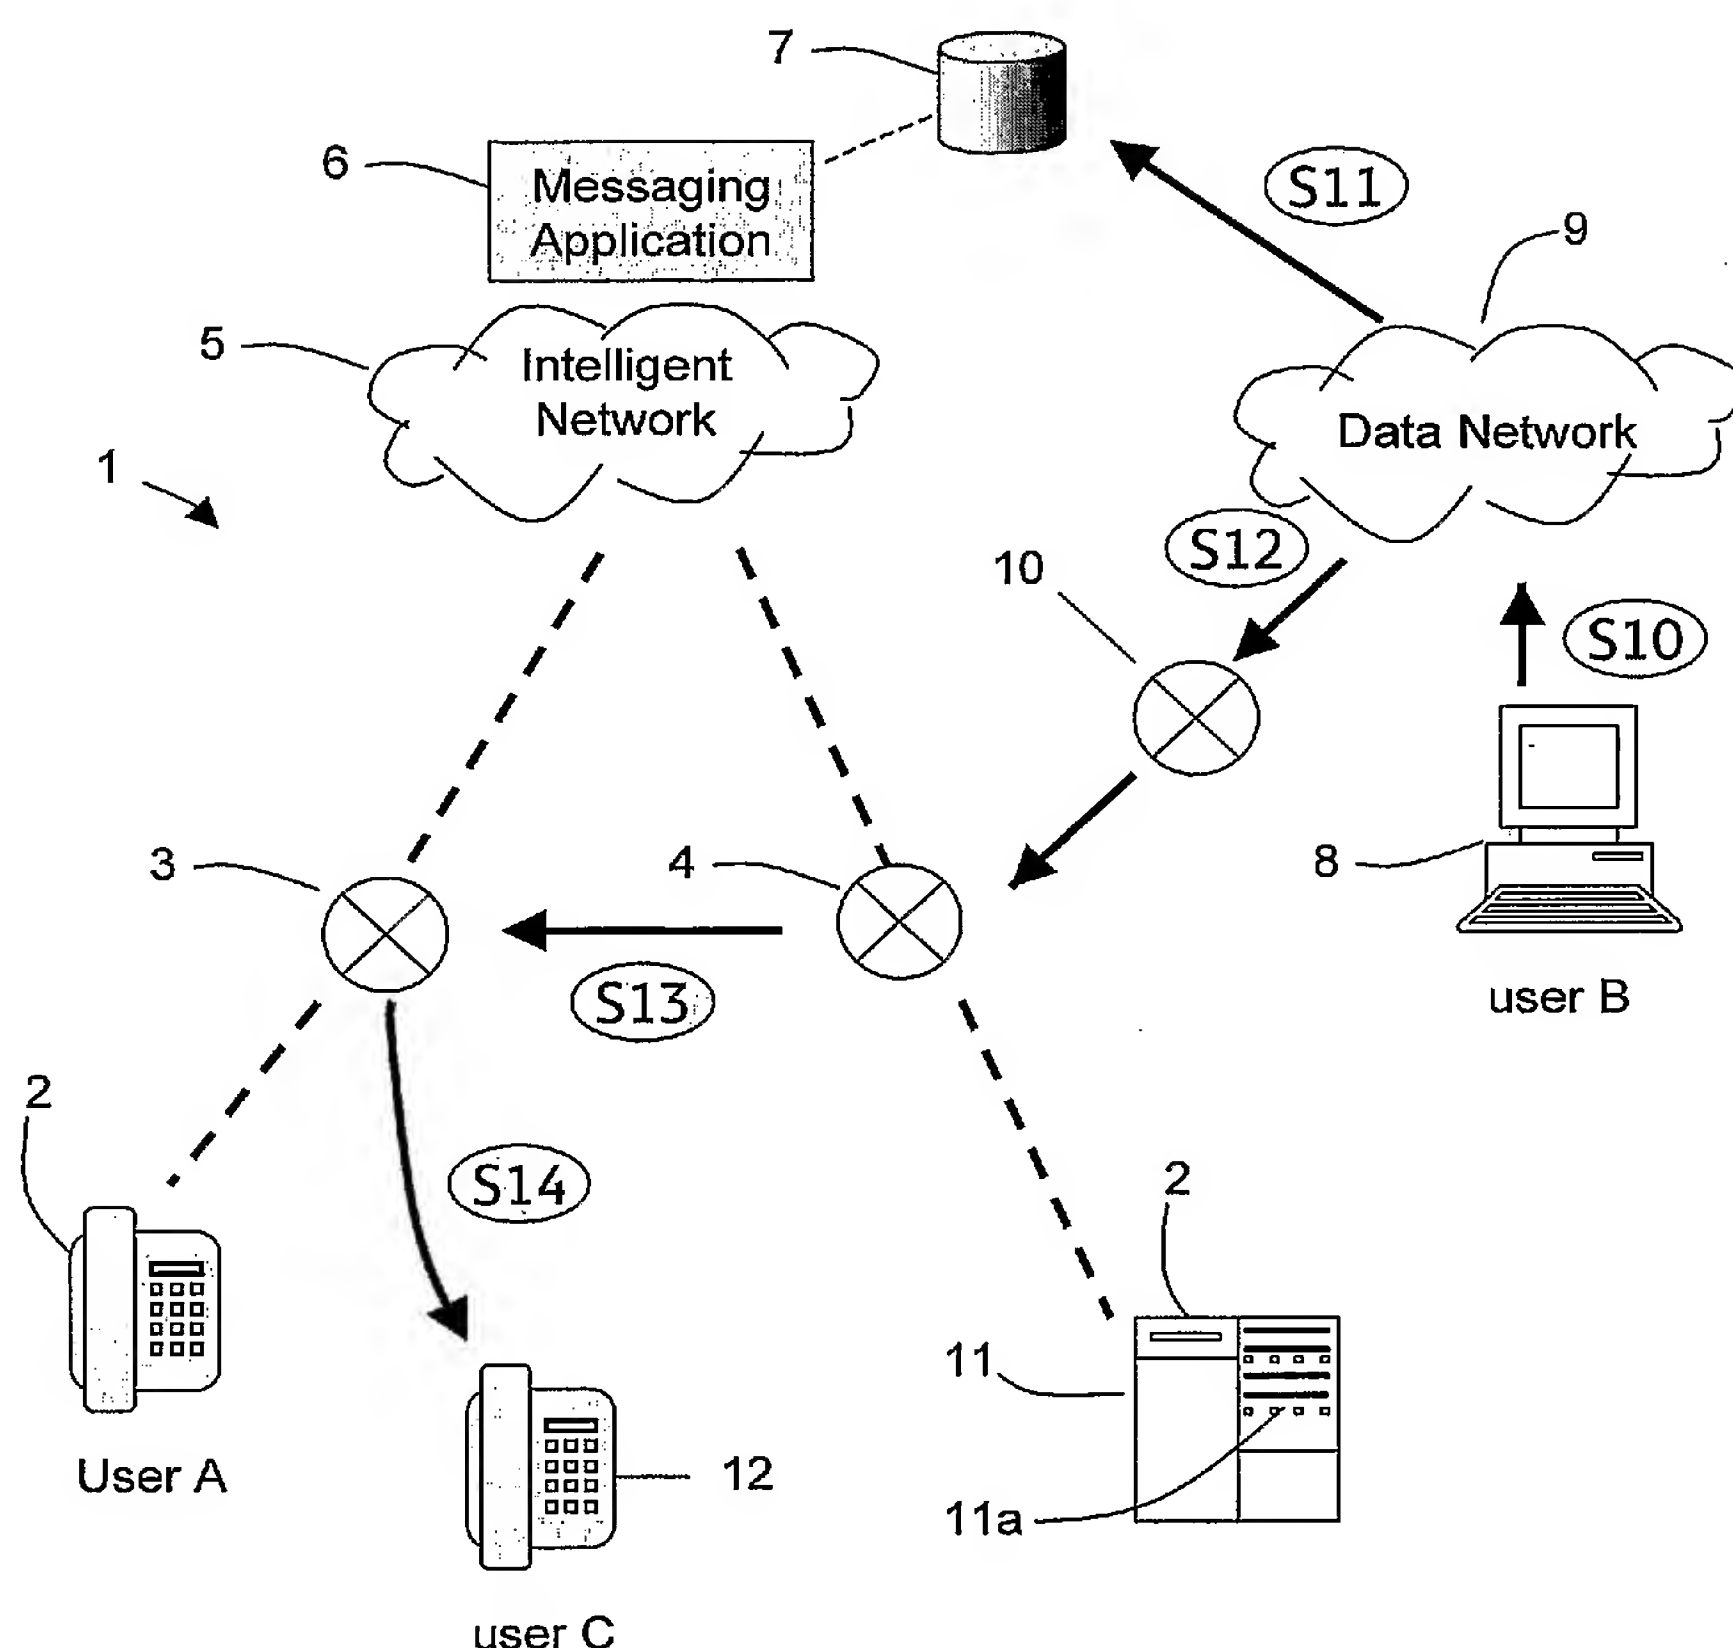 7
6
Messaging
Application
S11
9
5
Intelligent
Network
Data Network
1
S12
10
S10
3
4
8
S13
user B
2
S14
2
11
User A
12
11a
user C